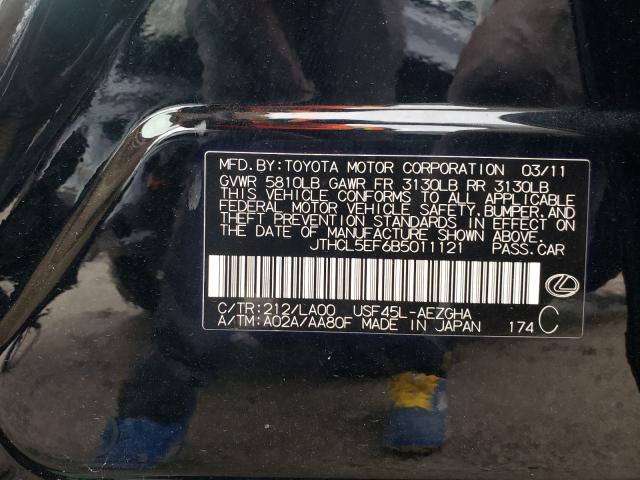 MFD.BY:TOYOTA MOTOR CORPORATION 03/11
GVWR 5810LB GAWR FR 3130LB RR 3130LB
THIS VEHICLE CONFORMS TO ALL APPLICABLE
FEDERAL MOTOR VEHICLE SAFETY,BUMPER,AND
THEFT PREVENTION STANDARDS IN EFFECT ON
THE DATE OF MANUFACTURE SHOWN ABOVE.
JTHCL5EF6B5011121 PASS.CAR
C/TR:212/LA00 USF45L-AEZGHA
A/TM:A02A/AA80F MADE IN JAPAN 174 C